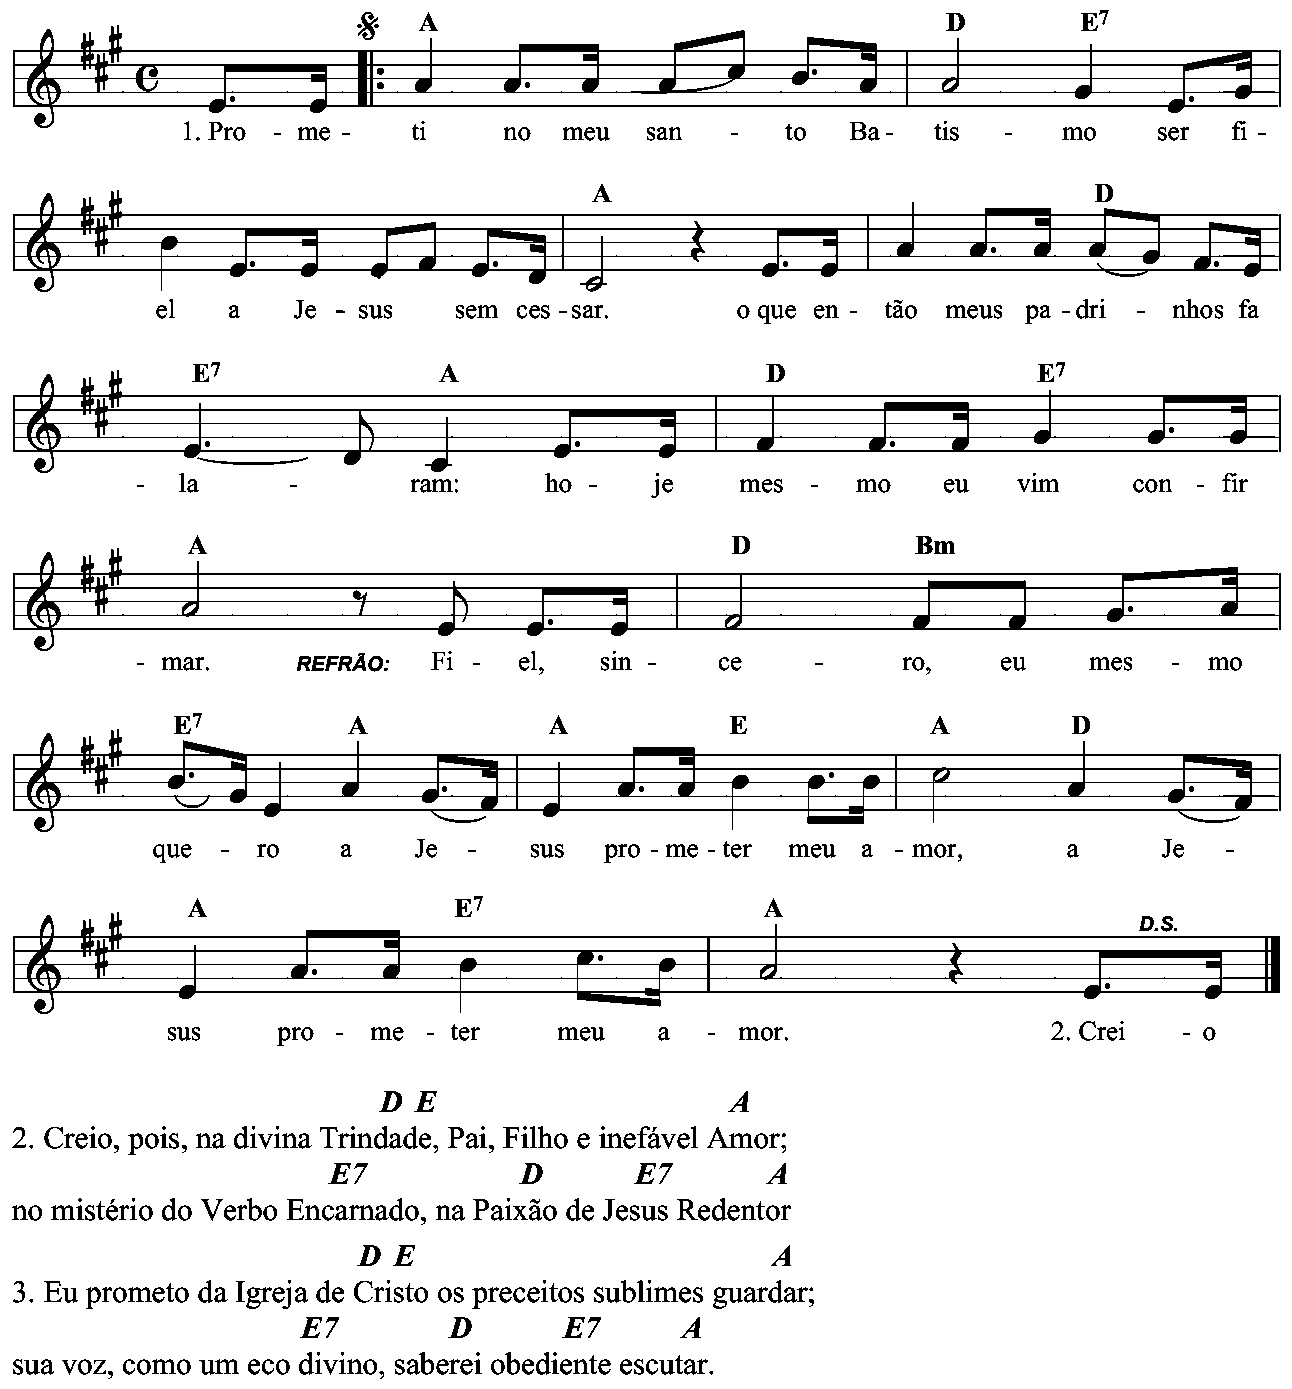 A D E7
1. Pro - me - ti no meu san - to Ba - tis - mo ser fi -
A D
el a Je - sus sem ces - sar. o que en - tão meus pa - dri - nhos fa
E7 A D E7
- la - ram: ho - je mes - mo eu vim con - fir
A D Bm
- mar. REFRÃO: Fi - el, sin - ce - ro, eu mes - mo
E7 A A E A D
que - ro a Je - sus pro - me - ter meu a - mor, a Je -
A E7 A D.S.
sus pro - me - ter meu a - mor. 2. Crei - o
D E A
2. Creio, pois, na divina Trindade, Pai, Filho e inefável Amor;
E7 D E7 A
no mistério do Verbo Encarnado, na Paixão de Jesus Redentor
D E A
3. Eu prometo da Igreja de Cristo os preceitos sublimes guardar;
E7 D E7 A
sua voz, como um eco divino, saberei obediente escutar.